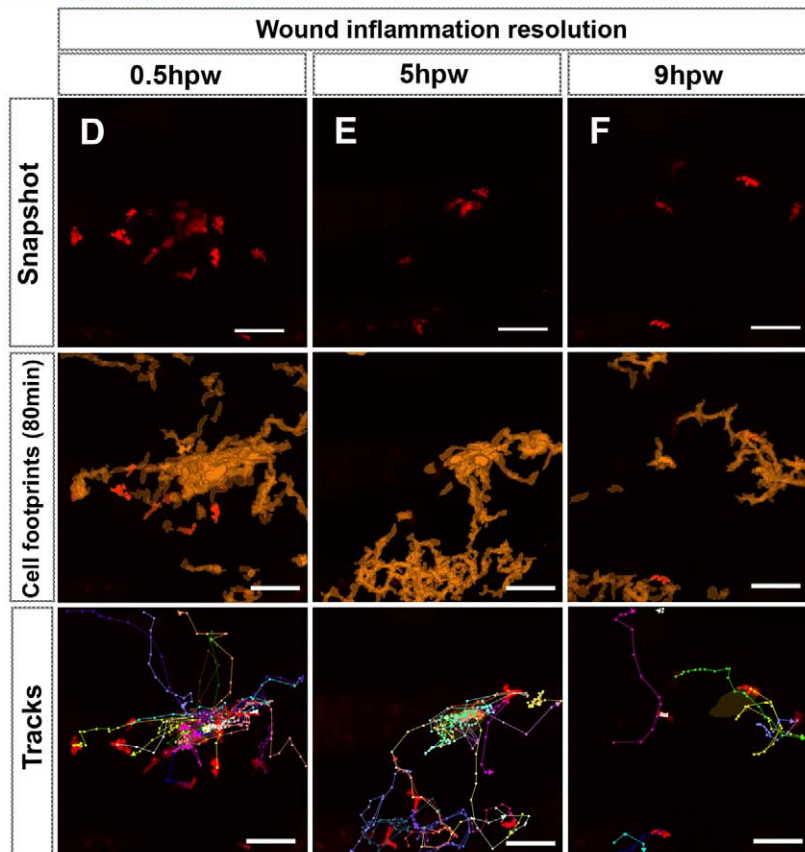 Wound inflammation resolution
0.5hpw 5hpw 9hpw
Snapshot
D E F
Cell footprints (80min)
Tracks